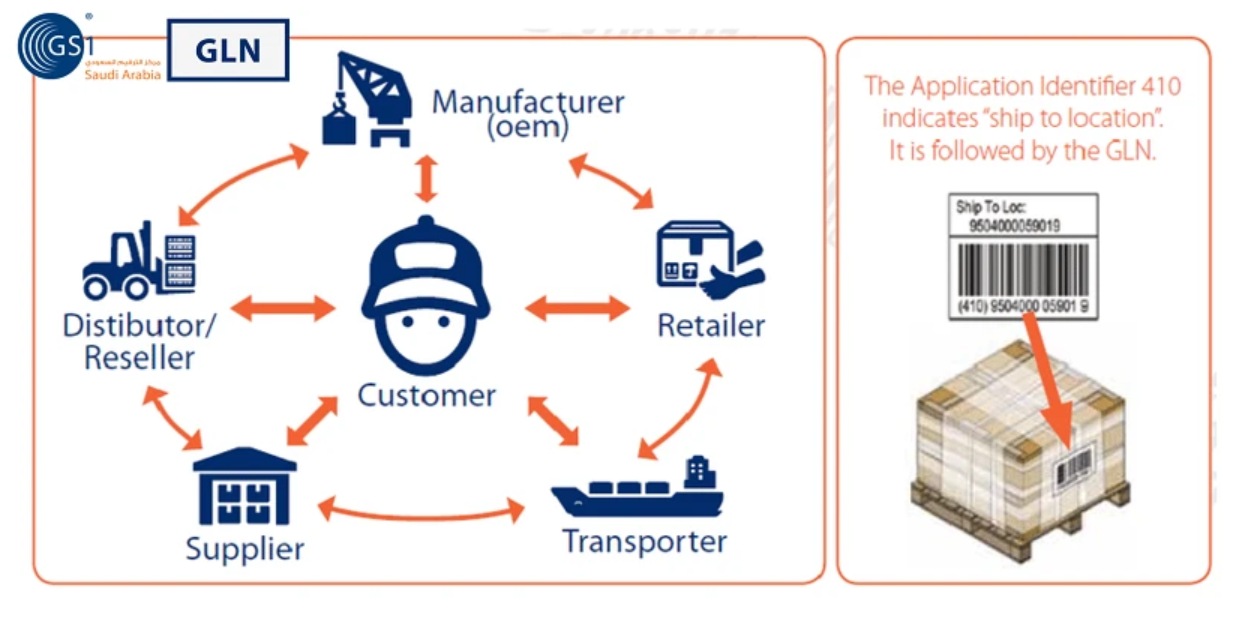 GS1
®
مركز الترقيم السعودي
Saudi Arabia
GLN
Manufacturer
(oem)
Distibutor/
Reseller
Customer
Retailer
Supplier
Transporter
The Application Identifier 410
indicates “ship to location”.
It is followed by the GLN.
Ship To Loc:
9504000059019
(410) 9504000 05901 9